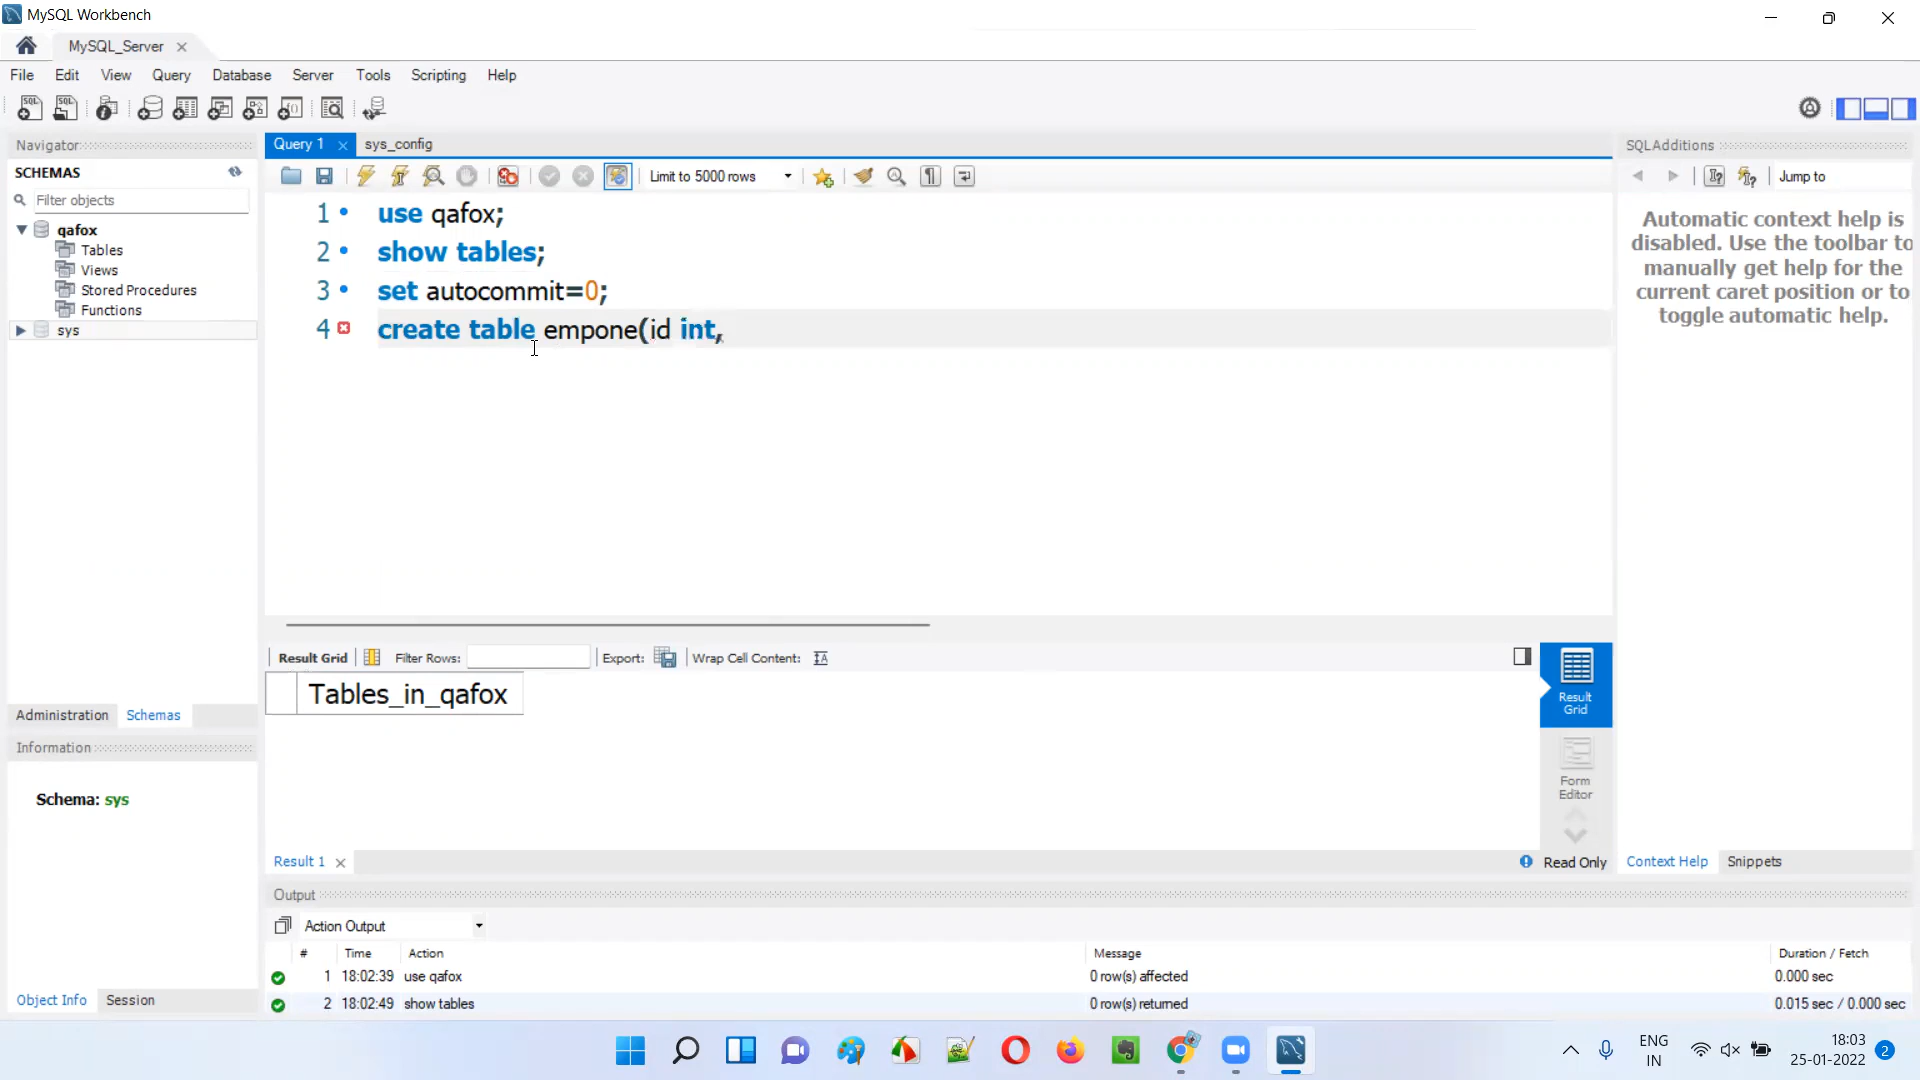 MySQL Workbench
MySQL_Server
File Edit View Query Database Server Tools Scripting Help
Navigator
SCHEMAS
Filter objects
qafox
Tables
Views
Stored Procedures
Functions
sys
Administration Schemas
Information
Schema: sys
Object Info Session
Query 1 sys_config
Limit to 5000 rows
1 use qafox;
2 show tables;
3 set autocommit=0;
4 create table empone(id int,
Result Grid Filter Rows: Export: Wrap Cell Content:
Tables_in_qafox
Result
Grid
Form
Editor
Result 1
Read Only
SQLAdditions
Jump to
Automatic context help is
disabled. Use the toolbar to
manually get help for the
current caret position or to
toggle automatic help.
Context Help Snippets
Output
Action Output
# Time Action Message Duration / Fetch
1 18:02:39 use qafox 0 row(s) affected 0.000 sec
2 18:02:49 show tables 0 row(s) returned 0.015 sec / 0.000 sec
ENG
IN
18:03
25-01-2022
2